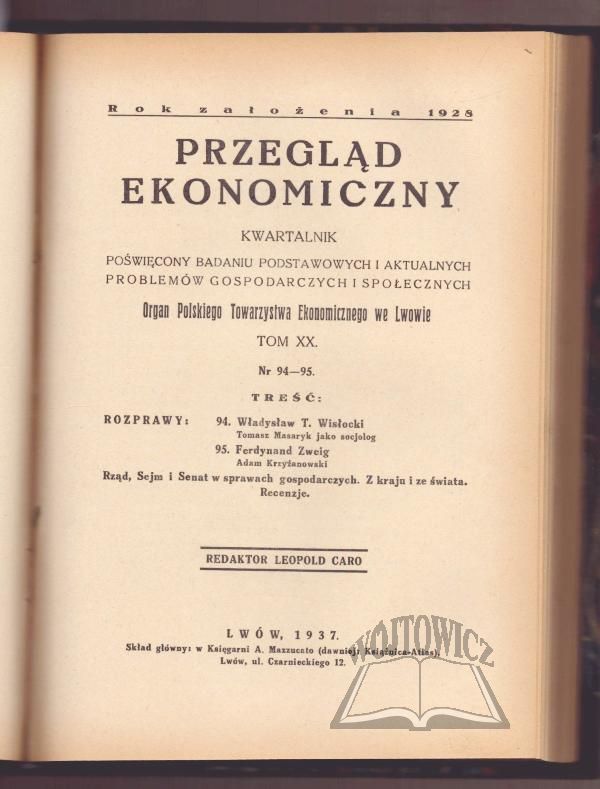 Rok założenia 1928
PRZEGLĄD
EKONOMICZNY
KWARTALNIK
POŚWIĘCONY BADANIU PODSTAWOWYCH I AKTUALNYCH
PROBLEMÓW GOSPODARCZYCH I SPOŁECZNYCH
Organ Polskiego Towarzystwa Ekonomicznego we Lwowie
TOM XX.
Nr 94—95.
TREŚĆ:
ROZPRAWY: 94. Władysław T. Wisłocki
Tomasz Masaryk jako socjolog
95. Ferdynand Zweig
Adam Krzyżanowski
Rząd, Sejm i Senat w sprawach gospodarczych. Z kraju i ze świata.
Recenzje.
REDAKTOR LEOPOLD CARO
LWÓW, 1937.
Skład główny: w Księgarni A. Mazzucato (dawniej: Książnica-Atlas).
Lwów, ul. Czarnieckiego 12.
WÓJTOWICZ